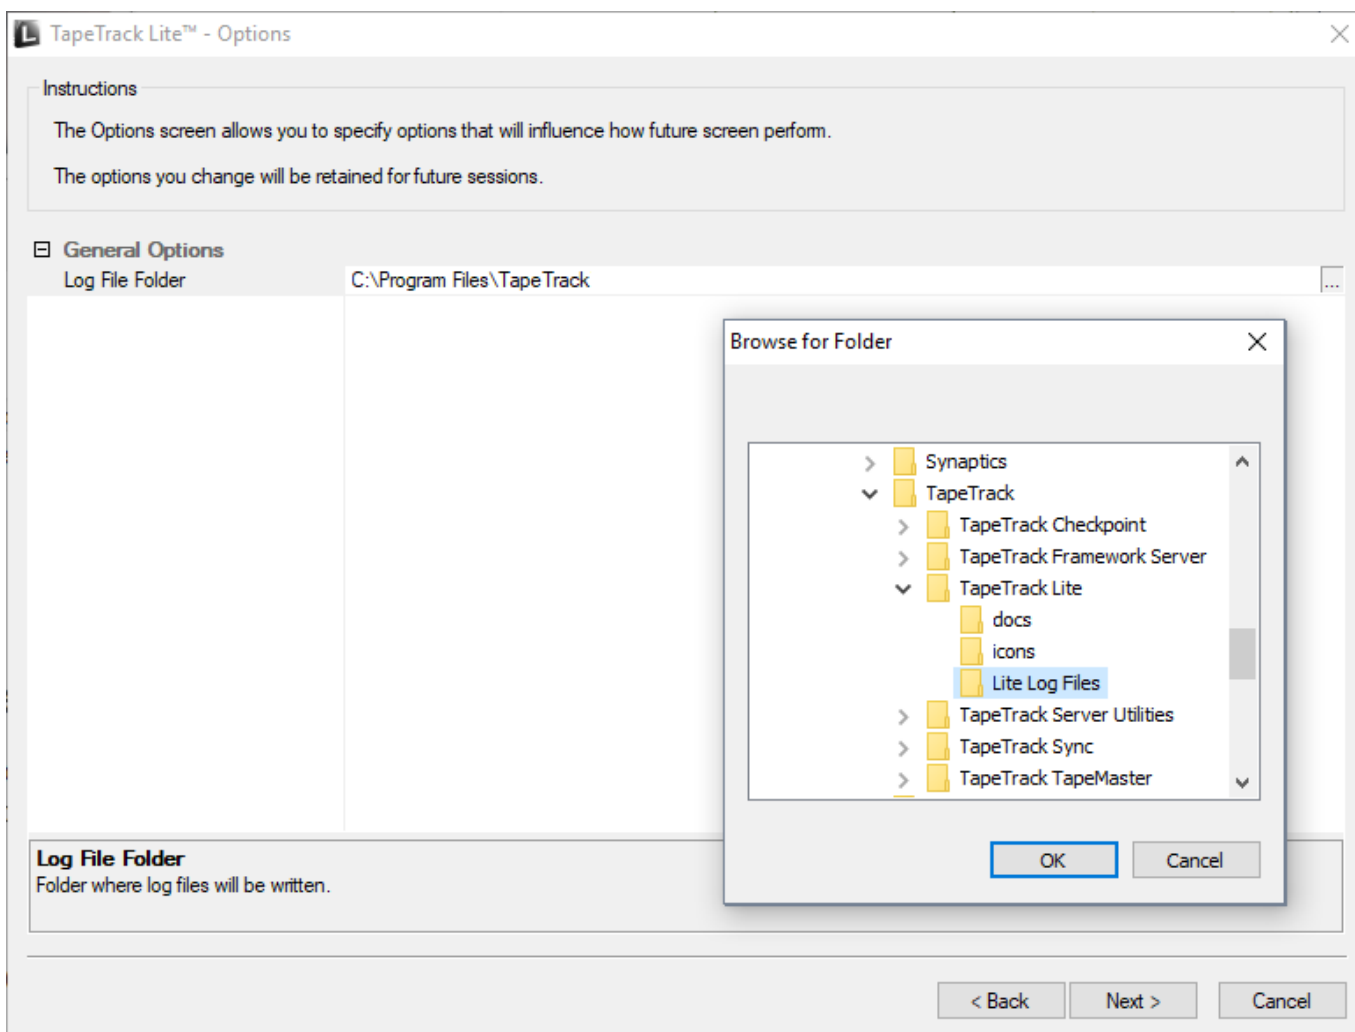 TapeTrack Lite™ - Options
Instructions
The Options screen allows you to specify options that will influence how future screen perform.
The options you change will be retained for future sessions.
General Options
Log File Folder C:\Program Files\TapeTrack ...
Browse for Folder
Synaptics
TapeTrack
TapeTrack Checkpoint
TapeTrack Framework Server
TapeTrack Lite
docs
icons
Lite Log Files
TapeTrack Server Utilities
TapeTrack Sync
TapeTrack TapeMaster
OK Cancel
Log File Folder
Folder where log files will be written.
< Back Next > Cancel